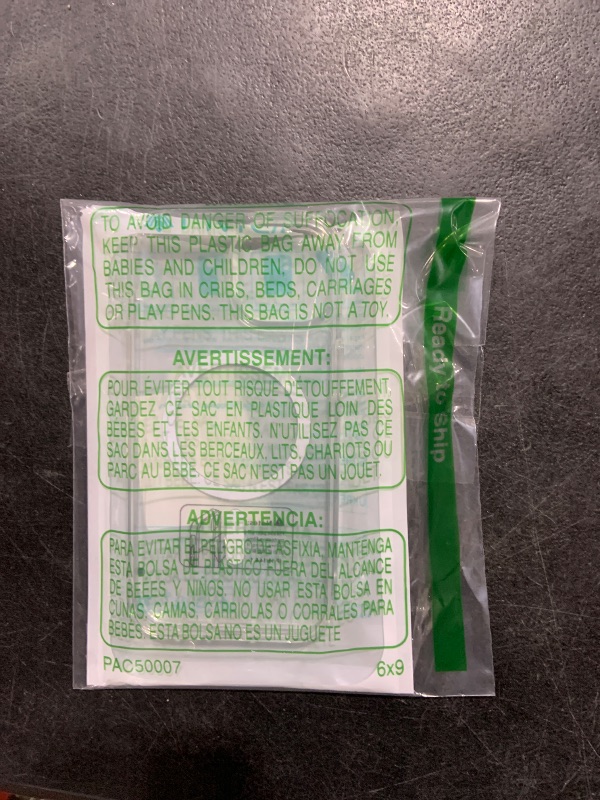 TO AVOID DANGER OF SUFFOCATION,
KEEP THIS PLASTIC BAG AWAY FROM
BABIES AND CHILDREN. DO NOT USE
THIS BAG IN CRIBS, BEDS, CARRIAGES
OR PLAY PENS. THIS BAG IS NOT A TOY.
AVERTISSEMENT:
POUR ÉVITER TOUT RISQUE D'ÉTOUFFEMENT,
GARDEZ CE SAC EN PLASTIQUE LOIN DES
BEBES ET LES ENFANTS. N'UTILISEZ PAS CE
SAC DANS LES BERCEAUX, LITS, CHARIOTS OU
PARC AU BEBE. CE SAC N'EST PAS UN JOUET.
ADVERTENCIA:
PARA EVITAR EL PELIGRO DE ASFIXIA, MANTENGA
ESTA BOLSA DE PLASTICO FUERA DEL ALCANCE
DE BEBES Y NIÑOS. NO USAR ESTA BOLSA EN
CUNAS, CAMAS, CARRIOLAS O CORRALES PARA
BEBÉS. ESTA BOLSA NO ES UN JUGUETE
PAC50007 6x9
Ready to Ship